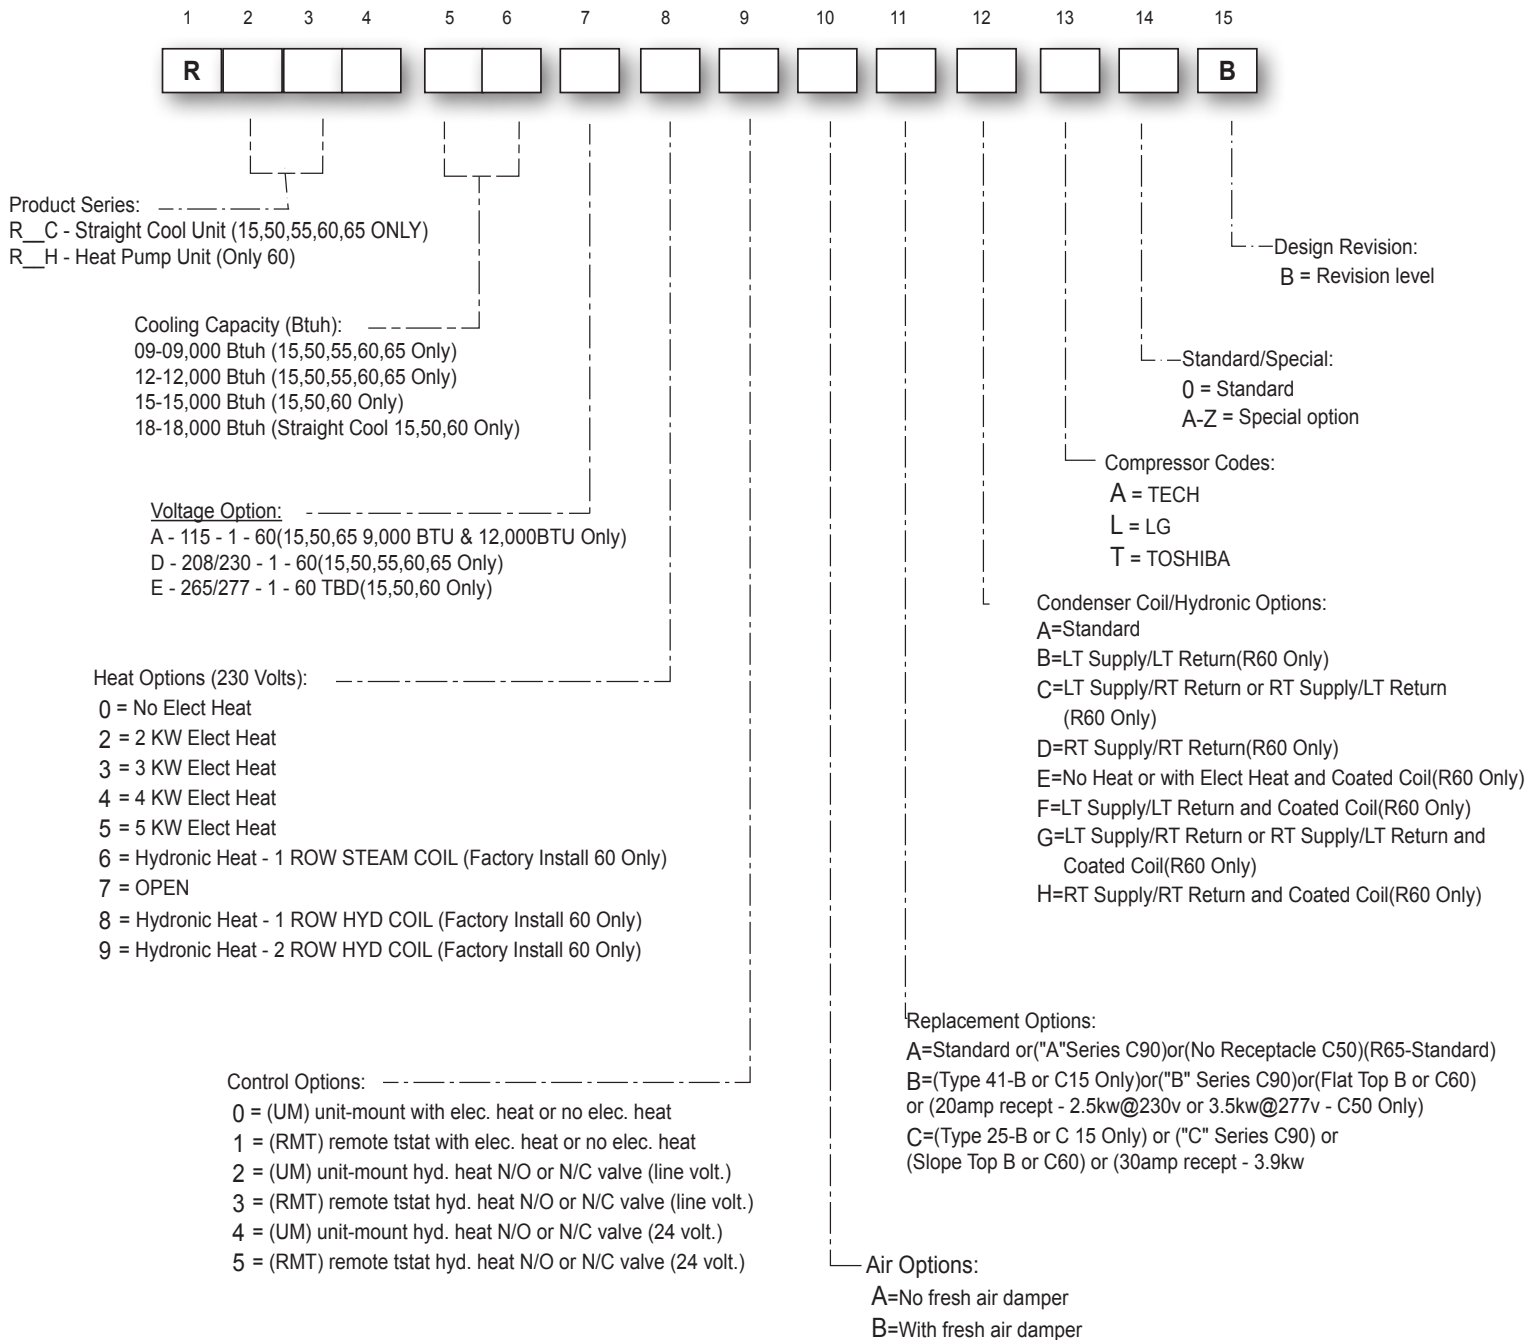 1 2 3 4 5 6 7 8 9 10 11 12 13 14 15
R B
Product Series:
R__C - Straight Cool Unit (15,50,55,60,65 ONLY)
R__H - Heat Pump Unit (Only 60)
Design Revision:
B = Revision level
Cooling Capacity (Btuh):
09-09,000 Btuh (15,50,55,60,65 Only)
12-12,000 Btuh (15,50,55,60,65 Only)
15-15,000 Btuh (15,50,60 Only)
18-18,000 Btuh (Straight Cool 15,50,60 Only)
Standard/Special:
0 = Standard
A-Z = Special option
Compressor Codes:
A = TECH
L = LG
T = TOSHIBA
Voltage Option:
A - 115 - 1 - 60(15,50,65 9,000 BTU & 12,000BTU Only)
D - 208/230 - 1 - 60(15,50,55,60,65 Only)
E - 265/277 - 1 - 60 TBD(15,50,60 Only)
Condenser Coil/Hydronic Options:
A=Standard
B=LT Supply/LT Return(R60 Only)
C=LT Supply/RT Return or RT Supply/LT Return
(R60 Only)
D=RT Supply/RT Return(R60 Only)
E=No Heat or with Elect Heat and Coated Coil(R60 Only)
F=LT Supply/LT Return and Coated Coil(R60 Only)
G=LT Supply/RT Return or RT Supply/LT Return and
Coated Coil(R60 Only)
H=RT Supply/RT Return and Coated Coil(R60 Only)
Heat Options (230 Volts):
0 = No Elect Heat
2 = 2 KW Elect Heat
3 = 3 KW Elect Heat
4 = 4 KW Elect Heat
5 = 5 KW Elect Heat
6 = Hydronic Heat - 1 ROW STEAM COIL (Factory Install 60 Only)
7 = OPEN
8 = Hydronic Heat - 1 ROW HYD COIL (Factory Install 60 Only)
9 = Hydronic Heat - 2 ROW HYD COIL (Factory Install 60 Only)
Replacement Options:
A=Standard or("A"Series C90)or(No Receptacle C50)(R65-Standard)
B=(Type 41-B or C15 Only)or("B" Series C90)or(Flat Top B or C60)
or (20amp recept - 2.5kw@230v or 3.5kw@277v - C50 Only)
C=(Type 25-B or C 15 Only) or ("C" Series C90) or
(Slope Top B or C60) or (30amp recept - 3.9kw
Control Options:
0 = (UM) unit-mount with elec. heat or no elec. heat
1 = (RMT) remote tstat with elec. heat or no elec. heat
2 = (UM) unit-mount hyd. heat N/O or N/C valve (line volt.)
3 = (RMT) remote tstat hyd. heat N/O or N/C valve (line volt.)
4 = (UM) unit-mount hyd. heat N/O or N/C valve (24 volt.)
5 = (RMT) remote tstat hyd. heat N/O or N/C valve (24 volt.)
Air Options:
A=No fresh air damper
B=With fresh air damper